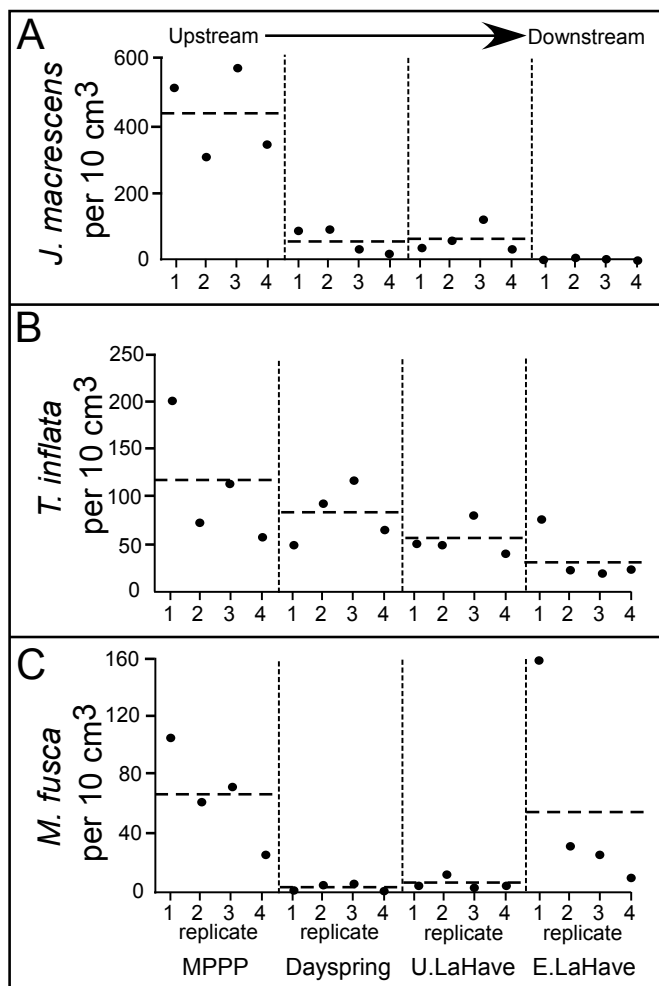 A
Upstream
Downstream
J. macrescens
per 10 cm3
600
400
200
0
1 2 3 4 1 2 3 4 1 2 3 4 1 2 3 4
B
T. inflata
per 10 cm3
250
200
150
100
50
0
1 2 3 4 1 2 3 4 1 2 3 4 1 2 3 4
C
M. fusca
per 10 cm3
160
120
80
40
0
1 2 3 4 1 2 3 4 1 2 3 4 1 2 3 4
replicate replicate replicate replicate
MPPP Dayspring U.LaHave E.LaHave